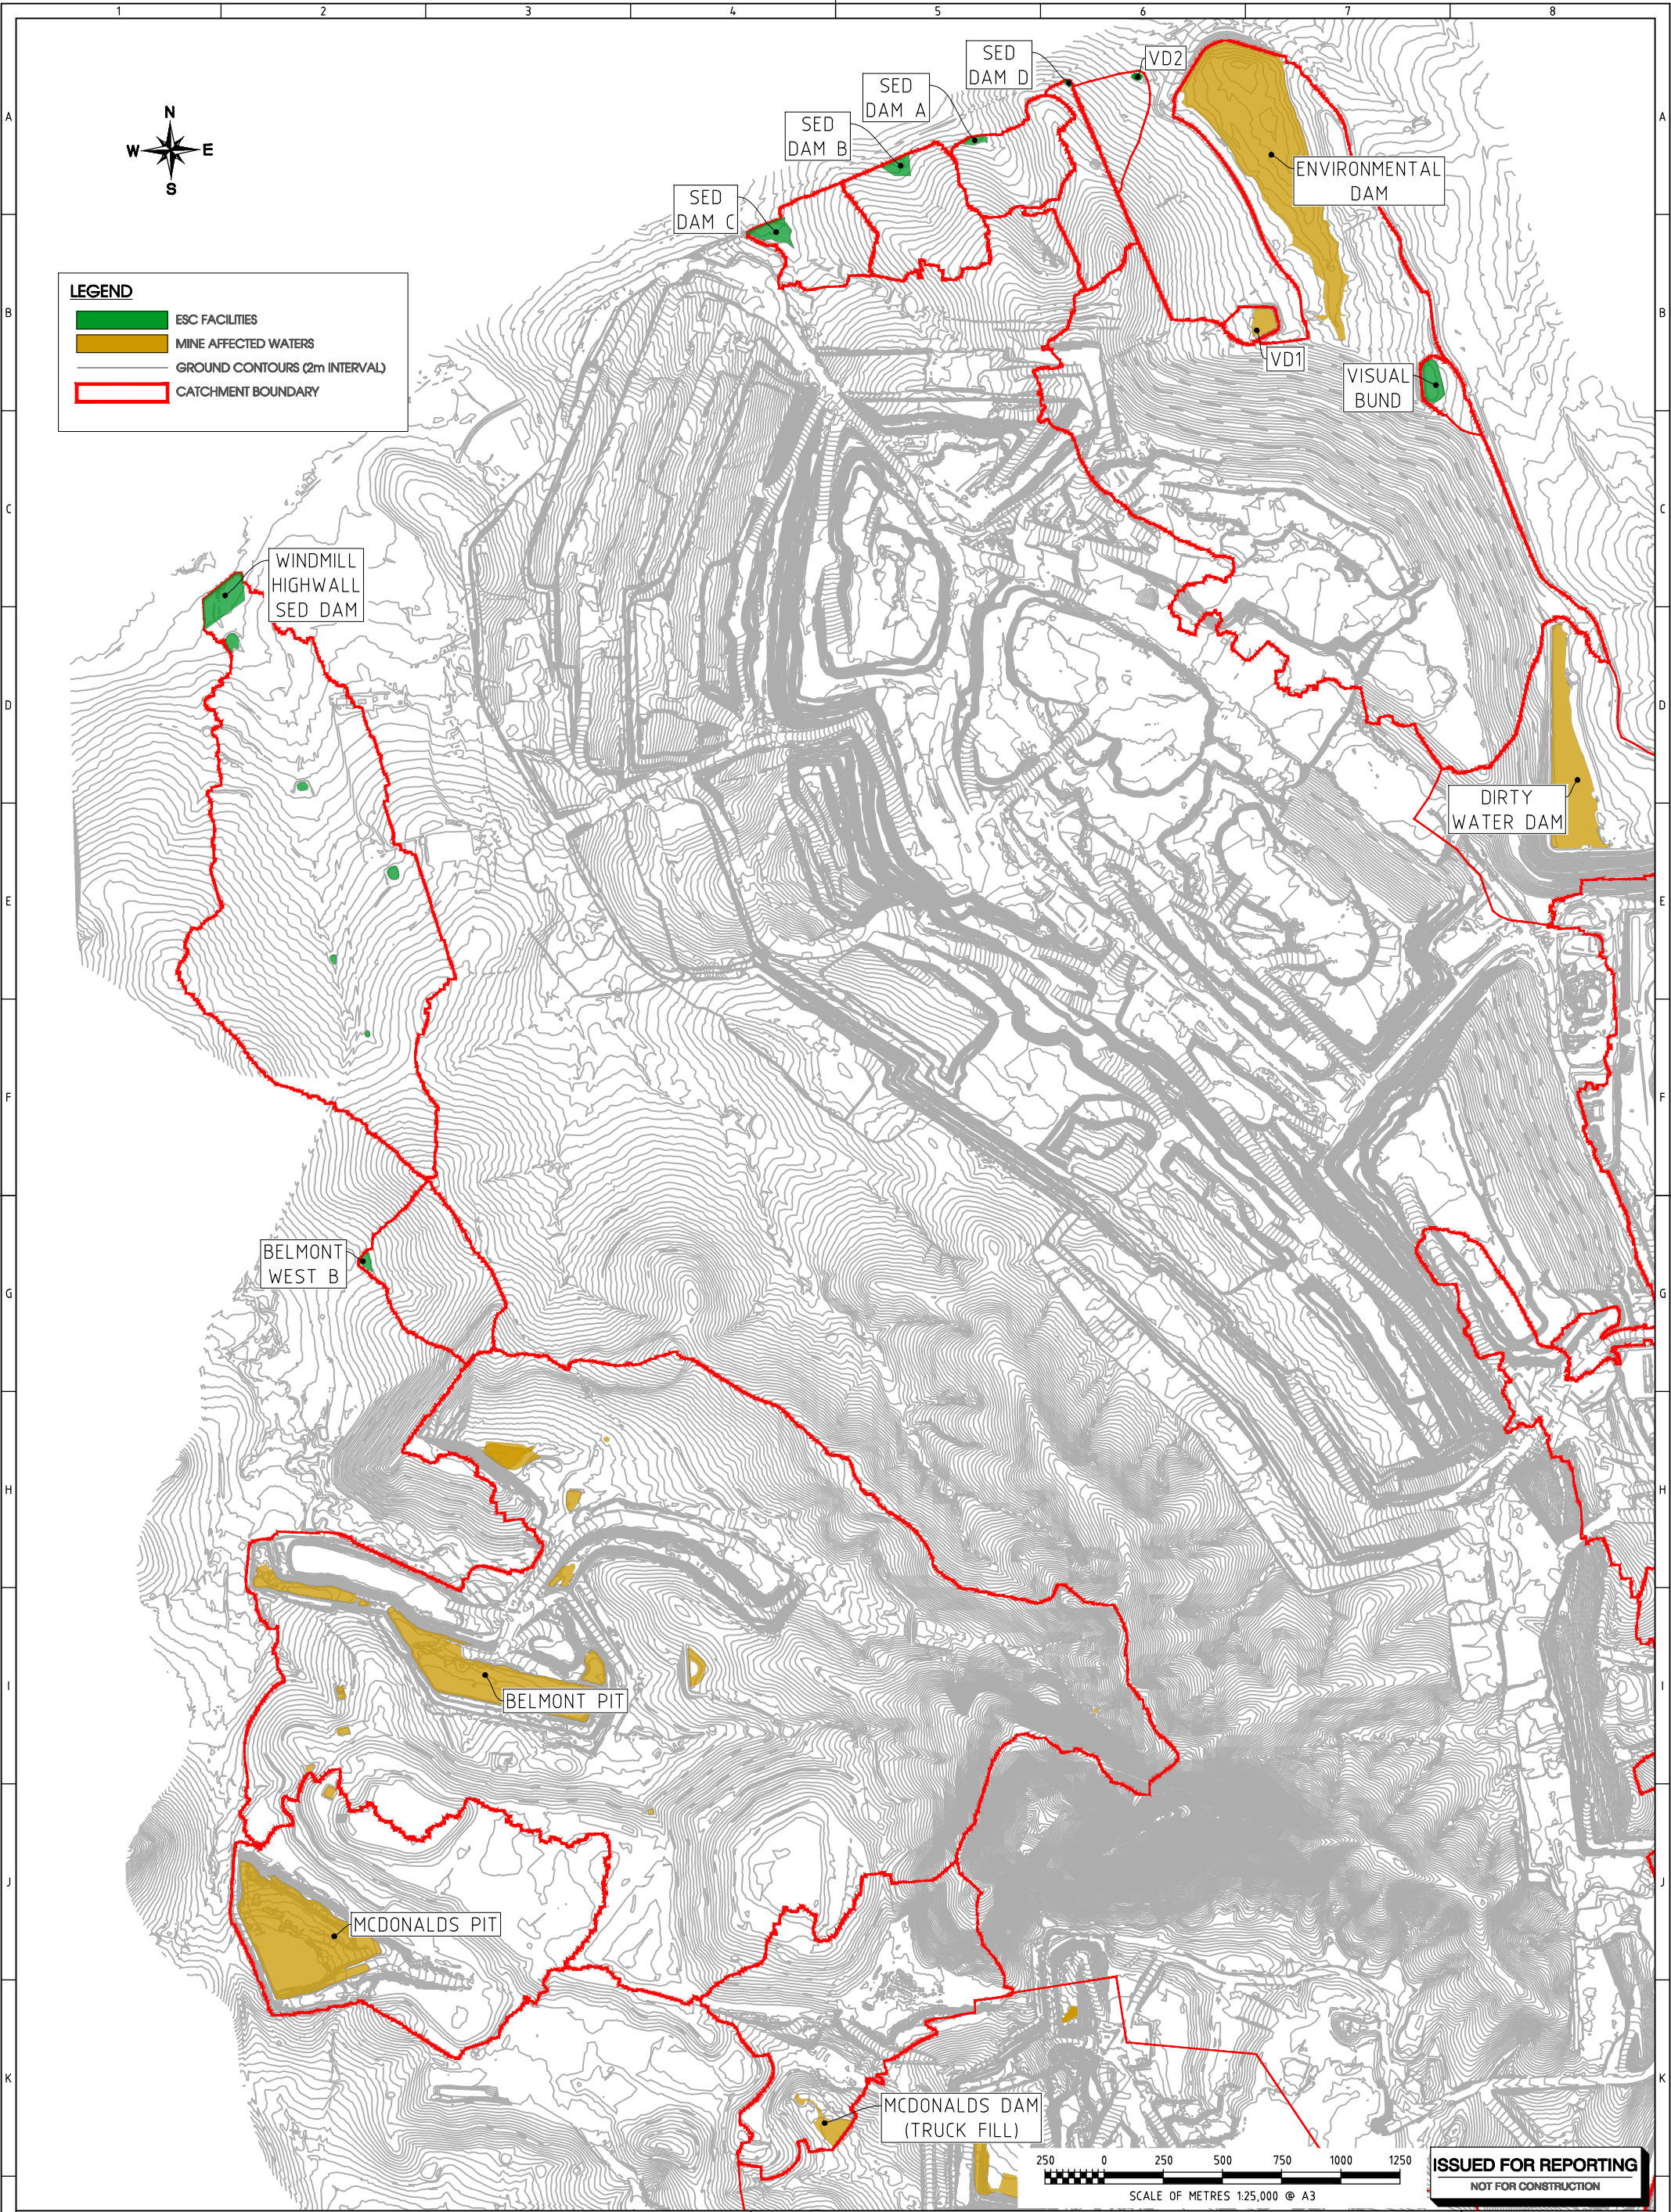 1 2 3 4 5 6 7 8
SED
DAM D
VD2
SED
DAM A
A
A
N
SED
DAM B
W E
ENVIRONMENTAL
DAM
S
SED
DAM C
LEGEND
B
B
ESC FACILITIES
MINE AFFECTED WATERS
VD1
GROUND CONTOURS (2m INTERVAL)
VISUAL
BUND
CATCHMENT BOUNDARY
C
C
WINDMILL
HIGHWALL
SED DAM
D
D
DIRTY
WATER DAM
E
E
F
F
BELMONT
WEST B
G
G
H
H
I
I
BELMONT PIT
J
J
MCDONALDS PIT
K
K
MCDONALDS DAM
(TRUCK FILL)
250 0 250 500 750 1000 1250
SCALE OF METRES 1:25,000 @ A3
ISSUED FOR REPORTING
NOT FOR CONSTRUCTION